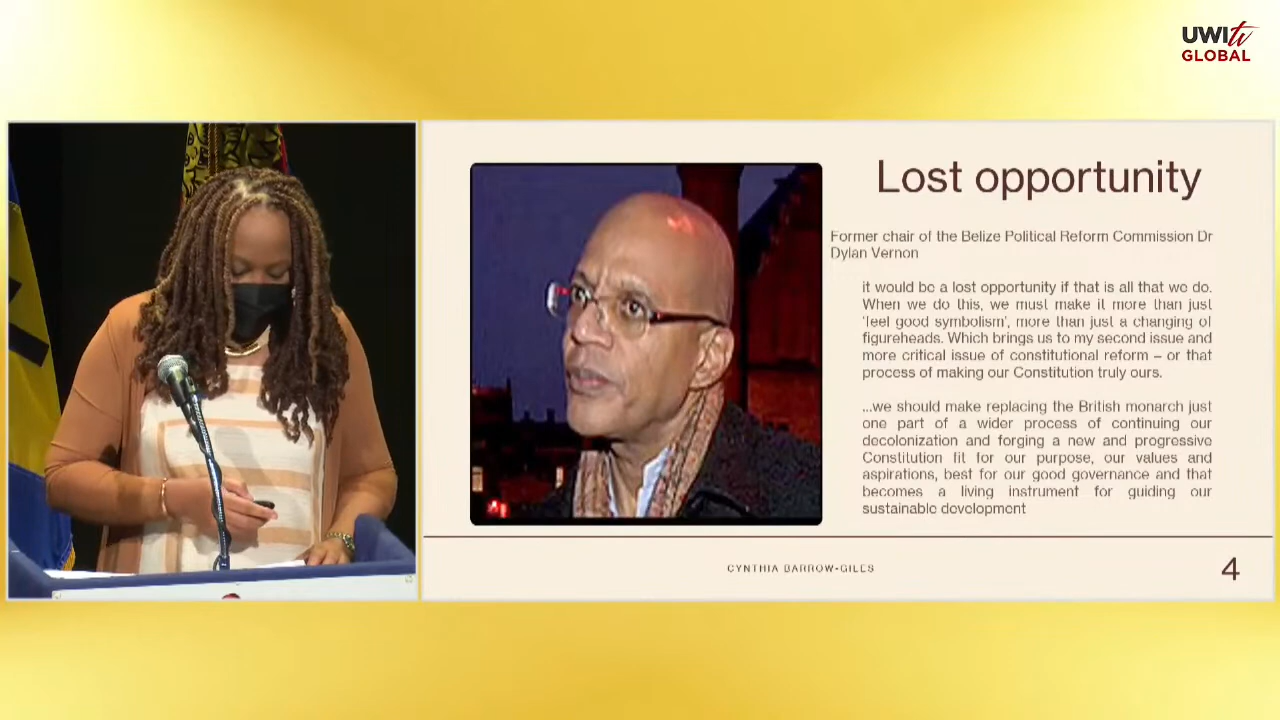 UWItv
GLOBAL
Lost opportunity
Former chair of the Belize Political Reform Commission Dr
Dylan Vernon
it would be a lost opportunity if that is all that we do.
When we do this, we must make it more than just
'feel good symbolism', more than just a changing of
figureheads. Which brings us to my second issue and
more critical issue of constitutional reform – or that
process of making our Constitution truly ours.
...we should make replacing the British monarch just
one part of a wider process of continuing our
decolonization and forging a new and progressive
Constitution fit for our purpose, our values and
aspirations, best for our good governance and that
becomes a living instrument for guiding our
sustainable development
CYNTHIA BARROW-GILES
4